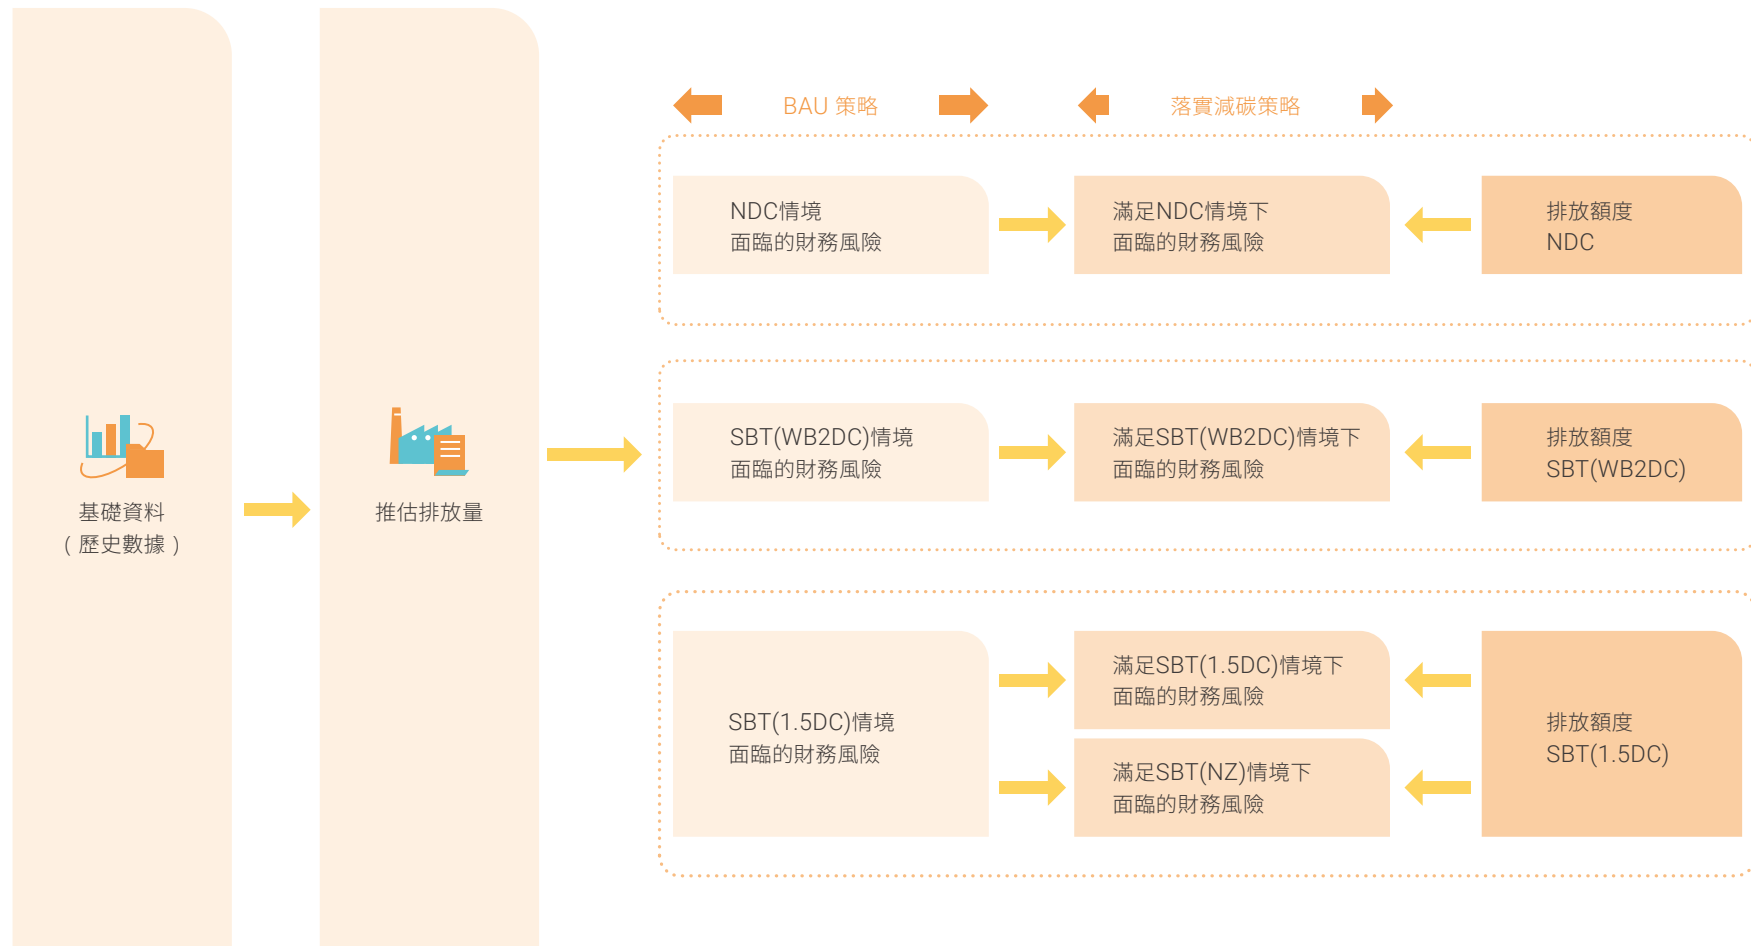 基礎資料
( 歷史數據 )
推估排放量
BAU 策略
落實減碳策略
NDC情境
面臨的財務風險
滿足NDC情境下
面臨的財務風險
排放額度
NDC
SBT(WB2DC)情境
面臨的財務風險
滿足SBT(WB2DC)情境下
面臨的財務風險
排放額度
SBT(WB2DC)
SBT(1.5DC)情境
面臨的財務風險
滿足SBT(1.5DC)情境下
面臨的財務風險
滿足SBT(NZ)情境下
面臨的財務風險
排放額度
SBT(1.5DC)